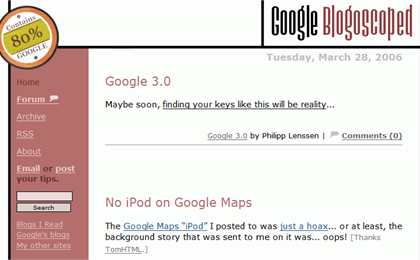 Contains
80%
GOOGLE
Google Blogoscoped
Tuesday, March 28, 2006
Home
Forum
Archive
RSS
About
Email or post
your tips.
Search
Blogs I Read
Google's blogs
My other sites
Google 3.0
Maybe soon, finding your keys like this will be reality...
Google 3.0 by Philipp Lenssen | Comments (0)
No iPod on Google Maps
The Google Maps “iPod” I posted to was just a hoax... or at least, the
background story that was sent to me on it was... oops! [Thanks
TomHTML.]